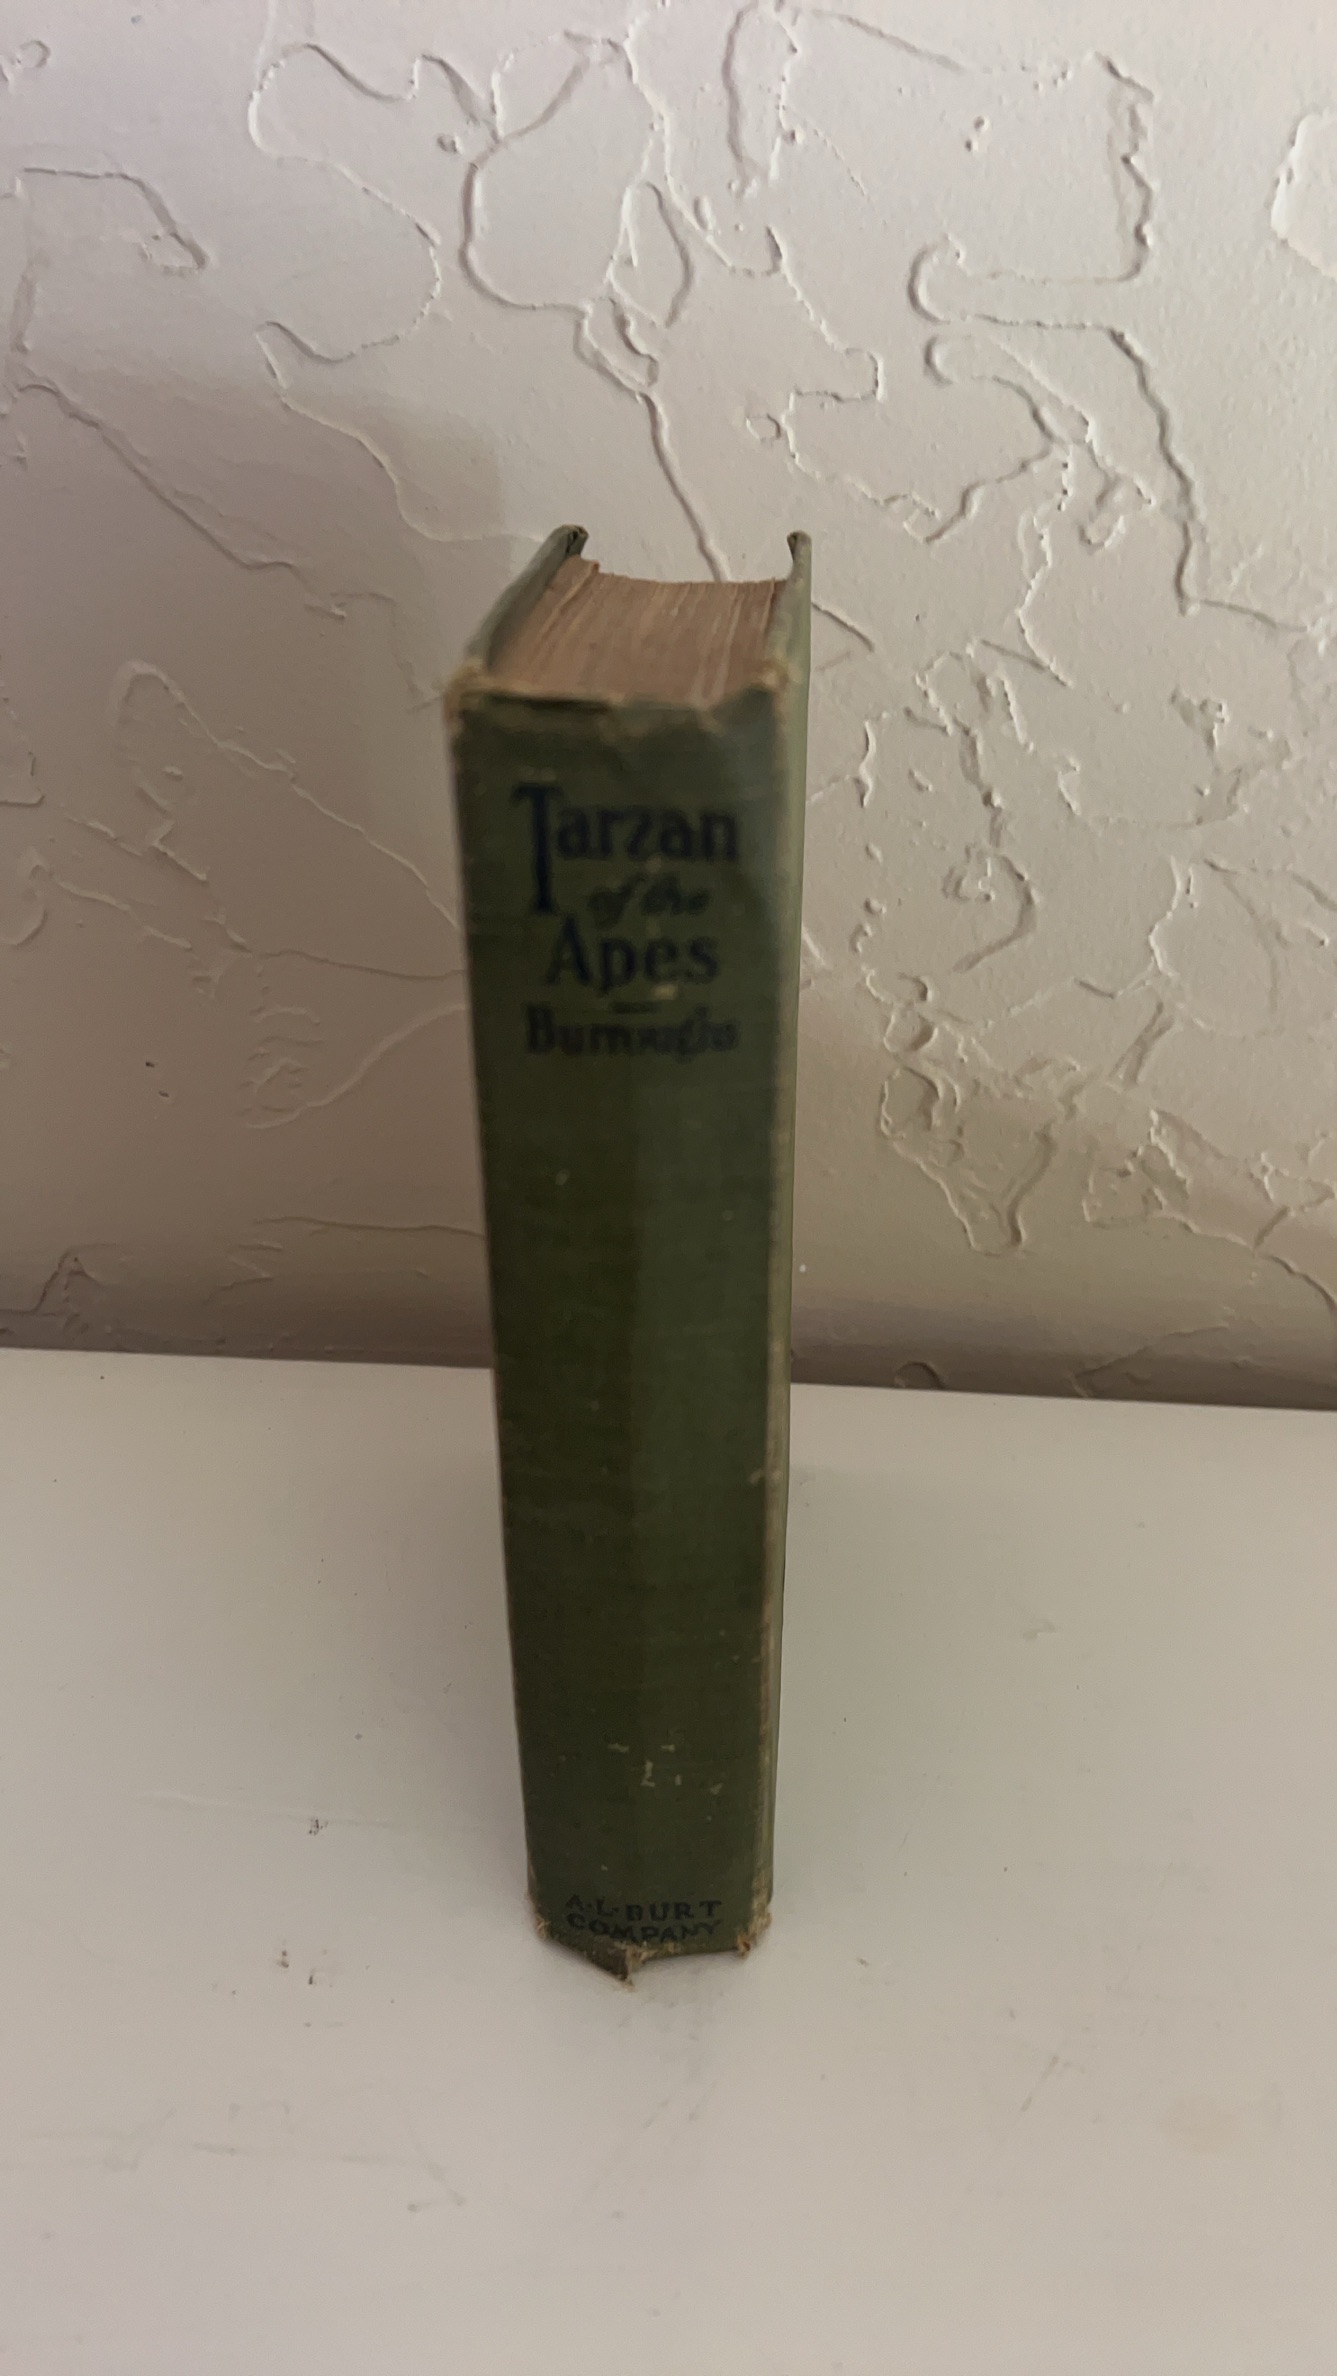 Tarzan
of the
Apes
Burroughs
A·L·BURT
COMPANY